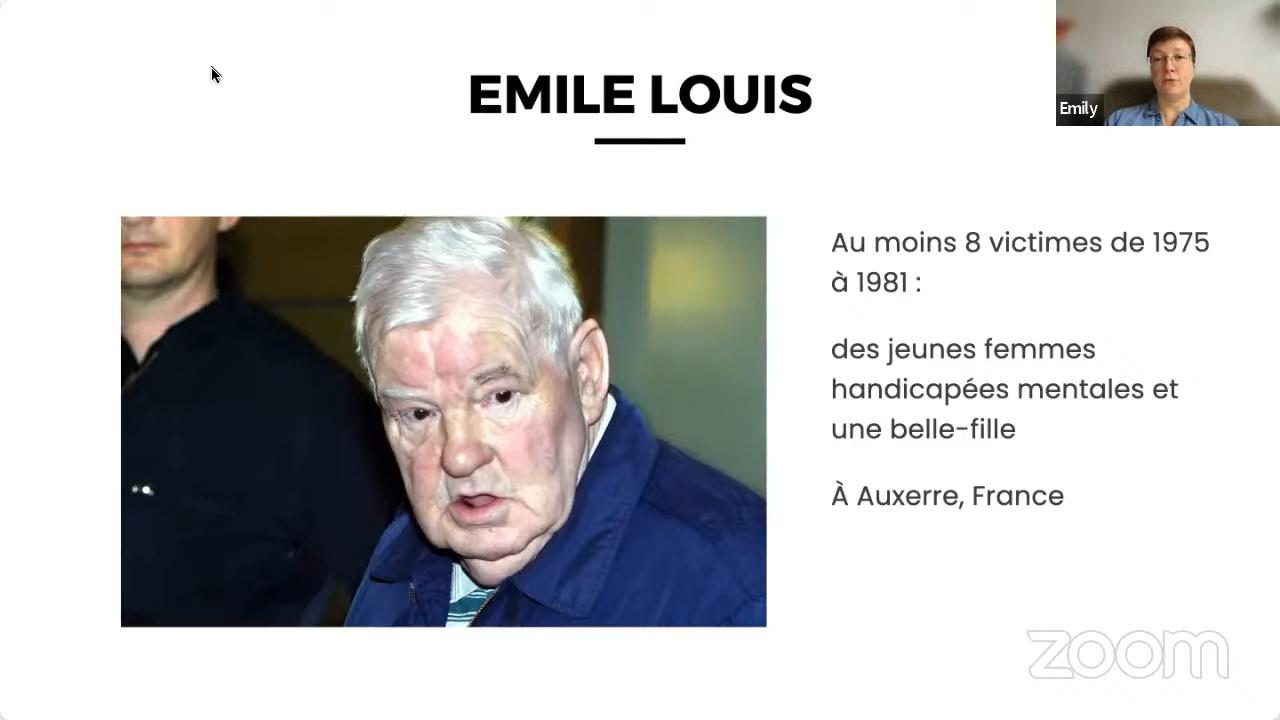 EMILE LOUIS
Emily
Au moins 8 victimes de 1975
à 1981 :
des jeunes femmes
handicapées mentales et
une belle-fille
À Auxerre, France
zoom